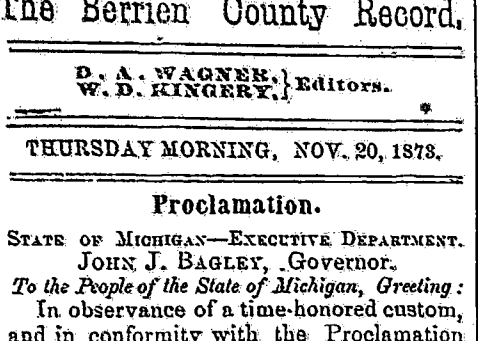 The Berrien County Record.
D. A. WAGNER, } Editors.
W. D. KINGERY,
THURSDAY MORNING, NOV. 20, 1873.
Proclamation.
STATE OF MICHIGAN—EXECUTIVE DEPARTMENT.
JOHN J. BAGLEY, Governor.
To the People of the State of Michigan, Greeting:
In observance of a time-honored custom,
and in conformity with the Proclamation